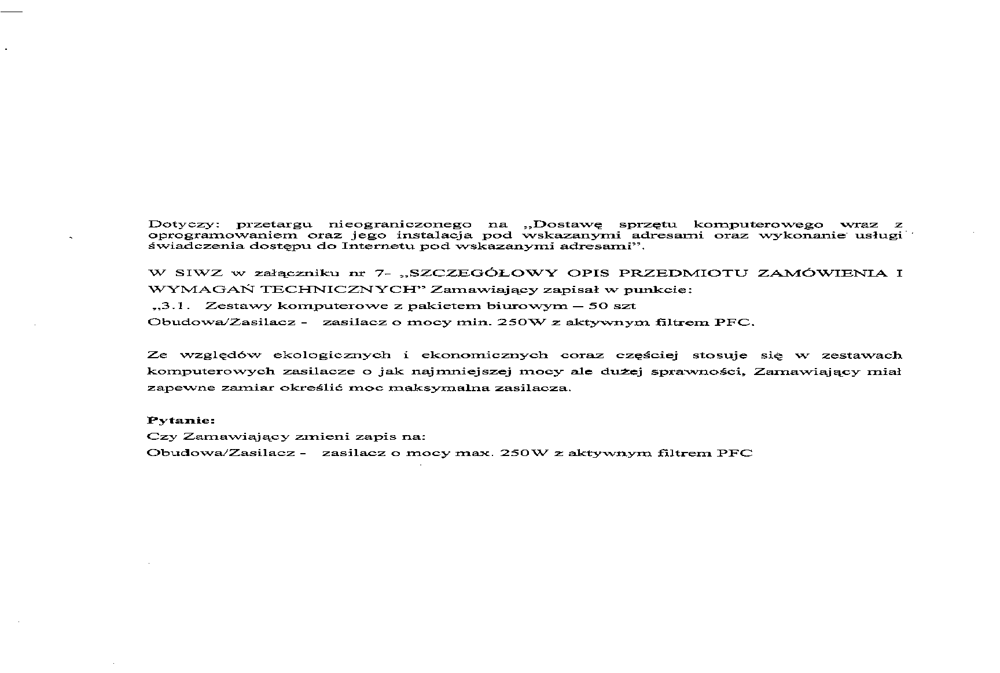 Dotyczy: przetargu nieograniczonego na „Dostawę sprzętu komputerowego wraz z
oprogramowaniem oraz jego instalacja pod wskazanymi adresami oraz wykonanie usługi
świadczenia dostępu do Internetu pod wskazanymi adresami”.
W SIWZ w załączniku nr 7- „SZCZEGÓŁOWY OPIS PRZEDMIOTU ZAMÓWIENIA I
WYMAGAŃ TECHNICZNYCH” Zamawiający zapisał w punkcie:
„3.1. Zestawy komputerowe z pakietem biurowym – 50 szt
Obudowa/Zasilacz - zasilacz o mocy min. 250W z aktywnym filtrem PFC.
Ze względów ekologicznych i ekonomicznych coraz częściej stosuje się w zestawach
komputerowych zasilacze o jak najmniejszej mocy ale dużej sprawności, Zamawiający miał
zapewne zamiar określić moc maksymalna zasilacza.
Pytanie:
Czy Zamawiający zmieni zapis na:
Obudowa/Zasilacz - zasilacz o mocy max. 250W z aktywnym filtrem PFC